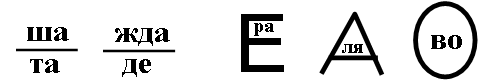 ша жда Е ра А ля О во
та де